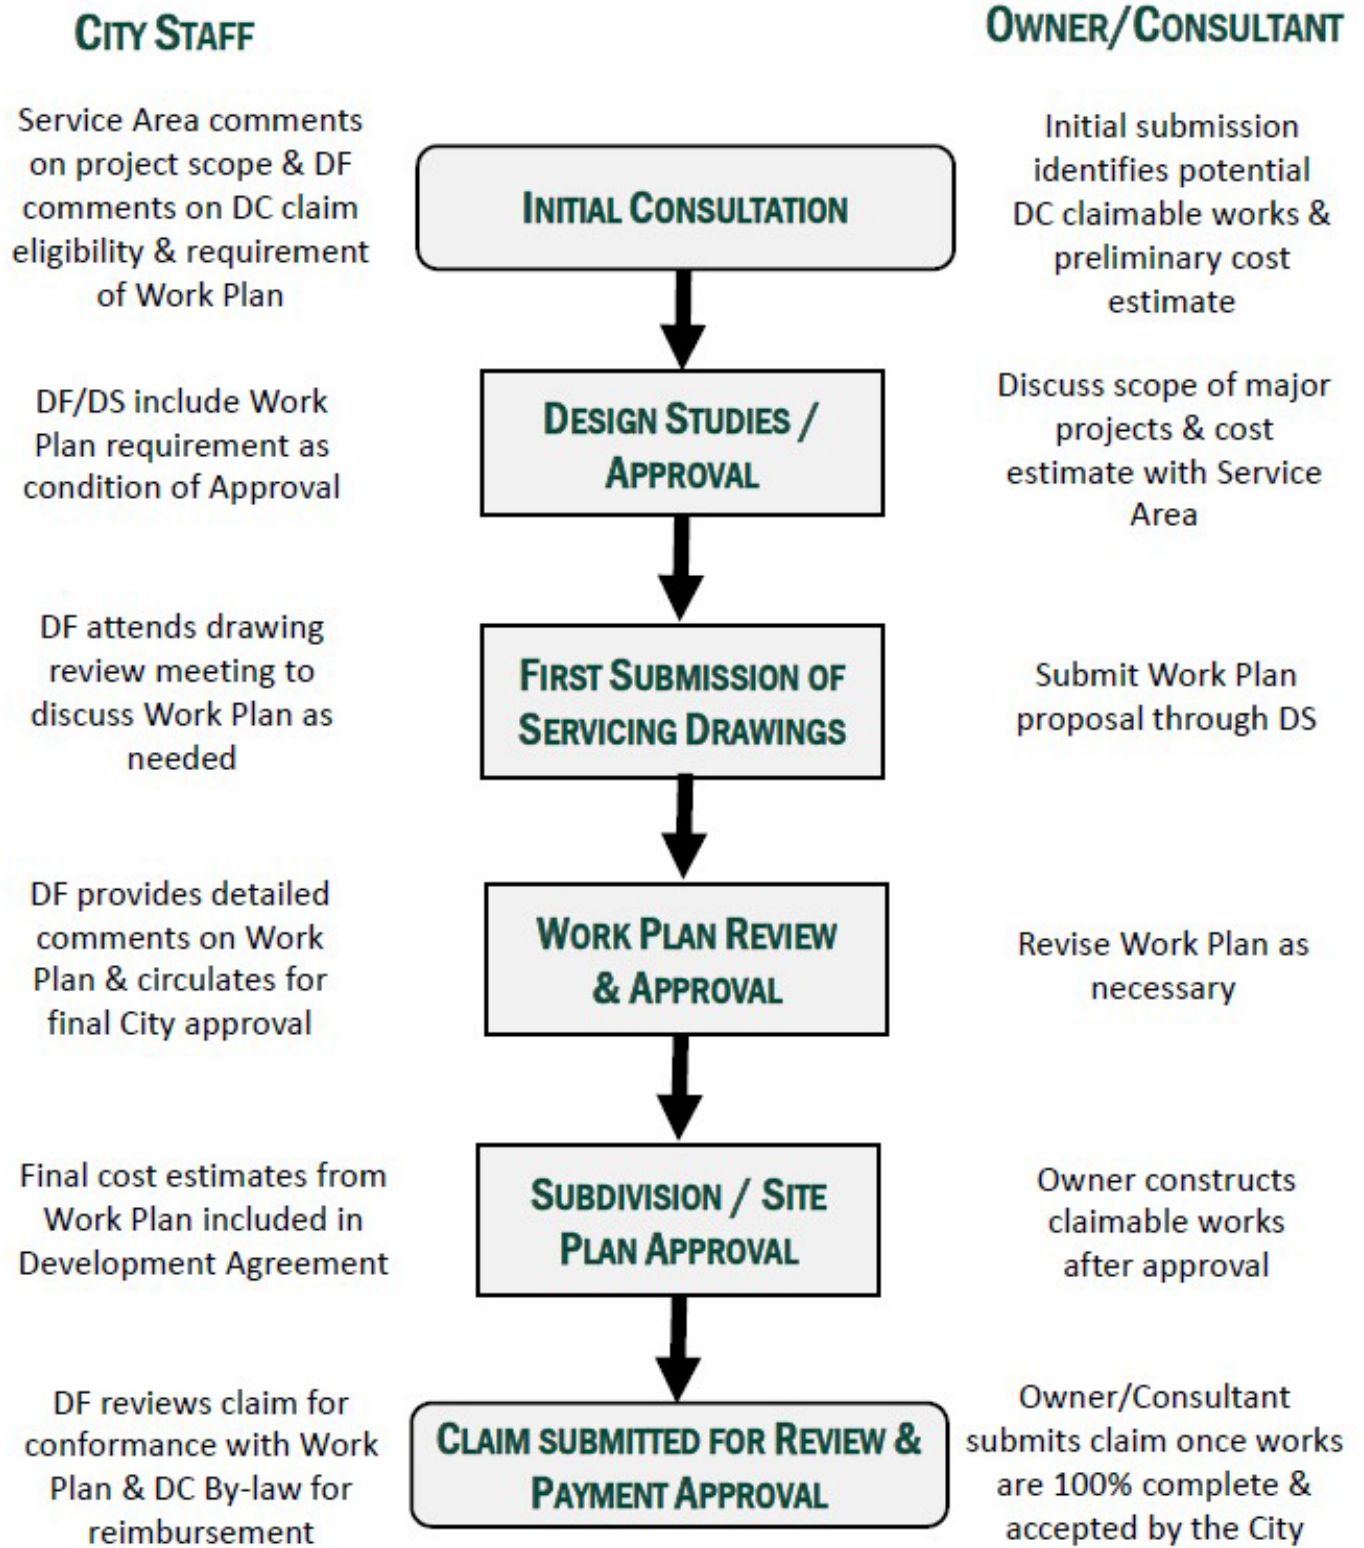 CITY STAFF
OWNER/CONSULTANT
Service Area comments
on project scope & DF
comments on DC claim
eligibility & requirement
of Work Plan
INITIAL CONSULTATION
Initial submission
identifies potential
DC claimable works &
preliminary cost
estimate
DF/DS include Work
Plan requirement as
condition of Approval
DESIGN STUDIES /
APPROVAL
Discuss scope of major
projects & cost
estimate with Service
Area
DF attends drawing
review meeting to
discuss Work Plan as
needed
FIRST SUBMISSION OF
SERVICING DRAWINGS
Submit Work Plan
proposal through DS
DF provides detailed
comments on Work
Plan & circulates for
final City approval
WORK PLAN REVIEW
& APPROVAL
Revise Work Plan as
necessary
Final cost estimates from
Work Plan included in
Development Agreement
SUBDIVISION / SITE
PLAN APPROVAL
Owner constructs
claimable works
after approval
DF reviews claim for
conformance with Work
Plan & DC By-law for
reimbursement
CLAIM SUBMITTED FOR REVIEW &
PAYMENT APPROVAL
Owner/Consultant
submits claim once works
are 100% complete &
accepted by the City